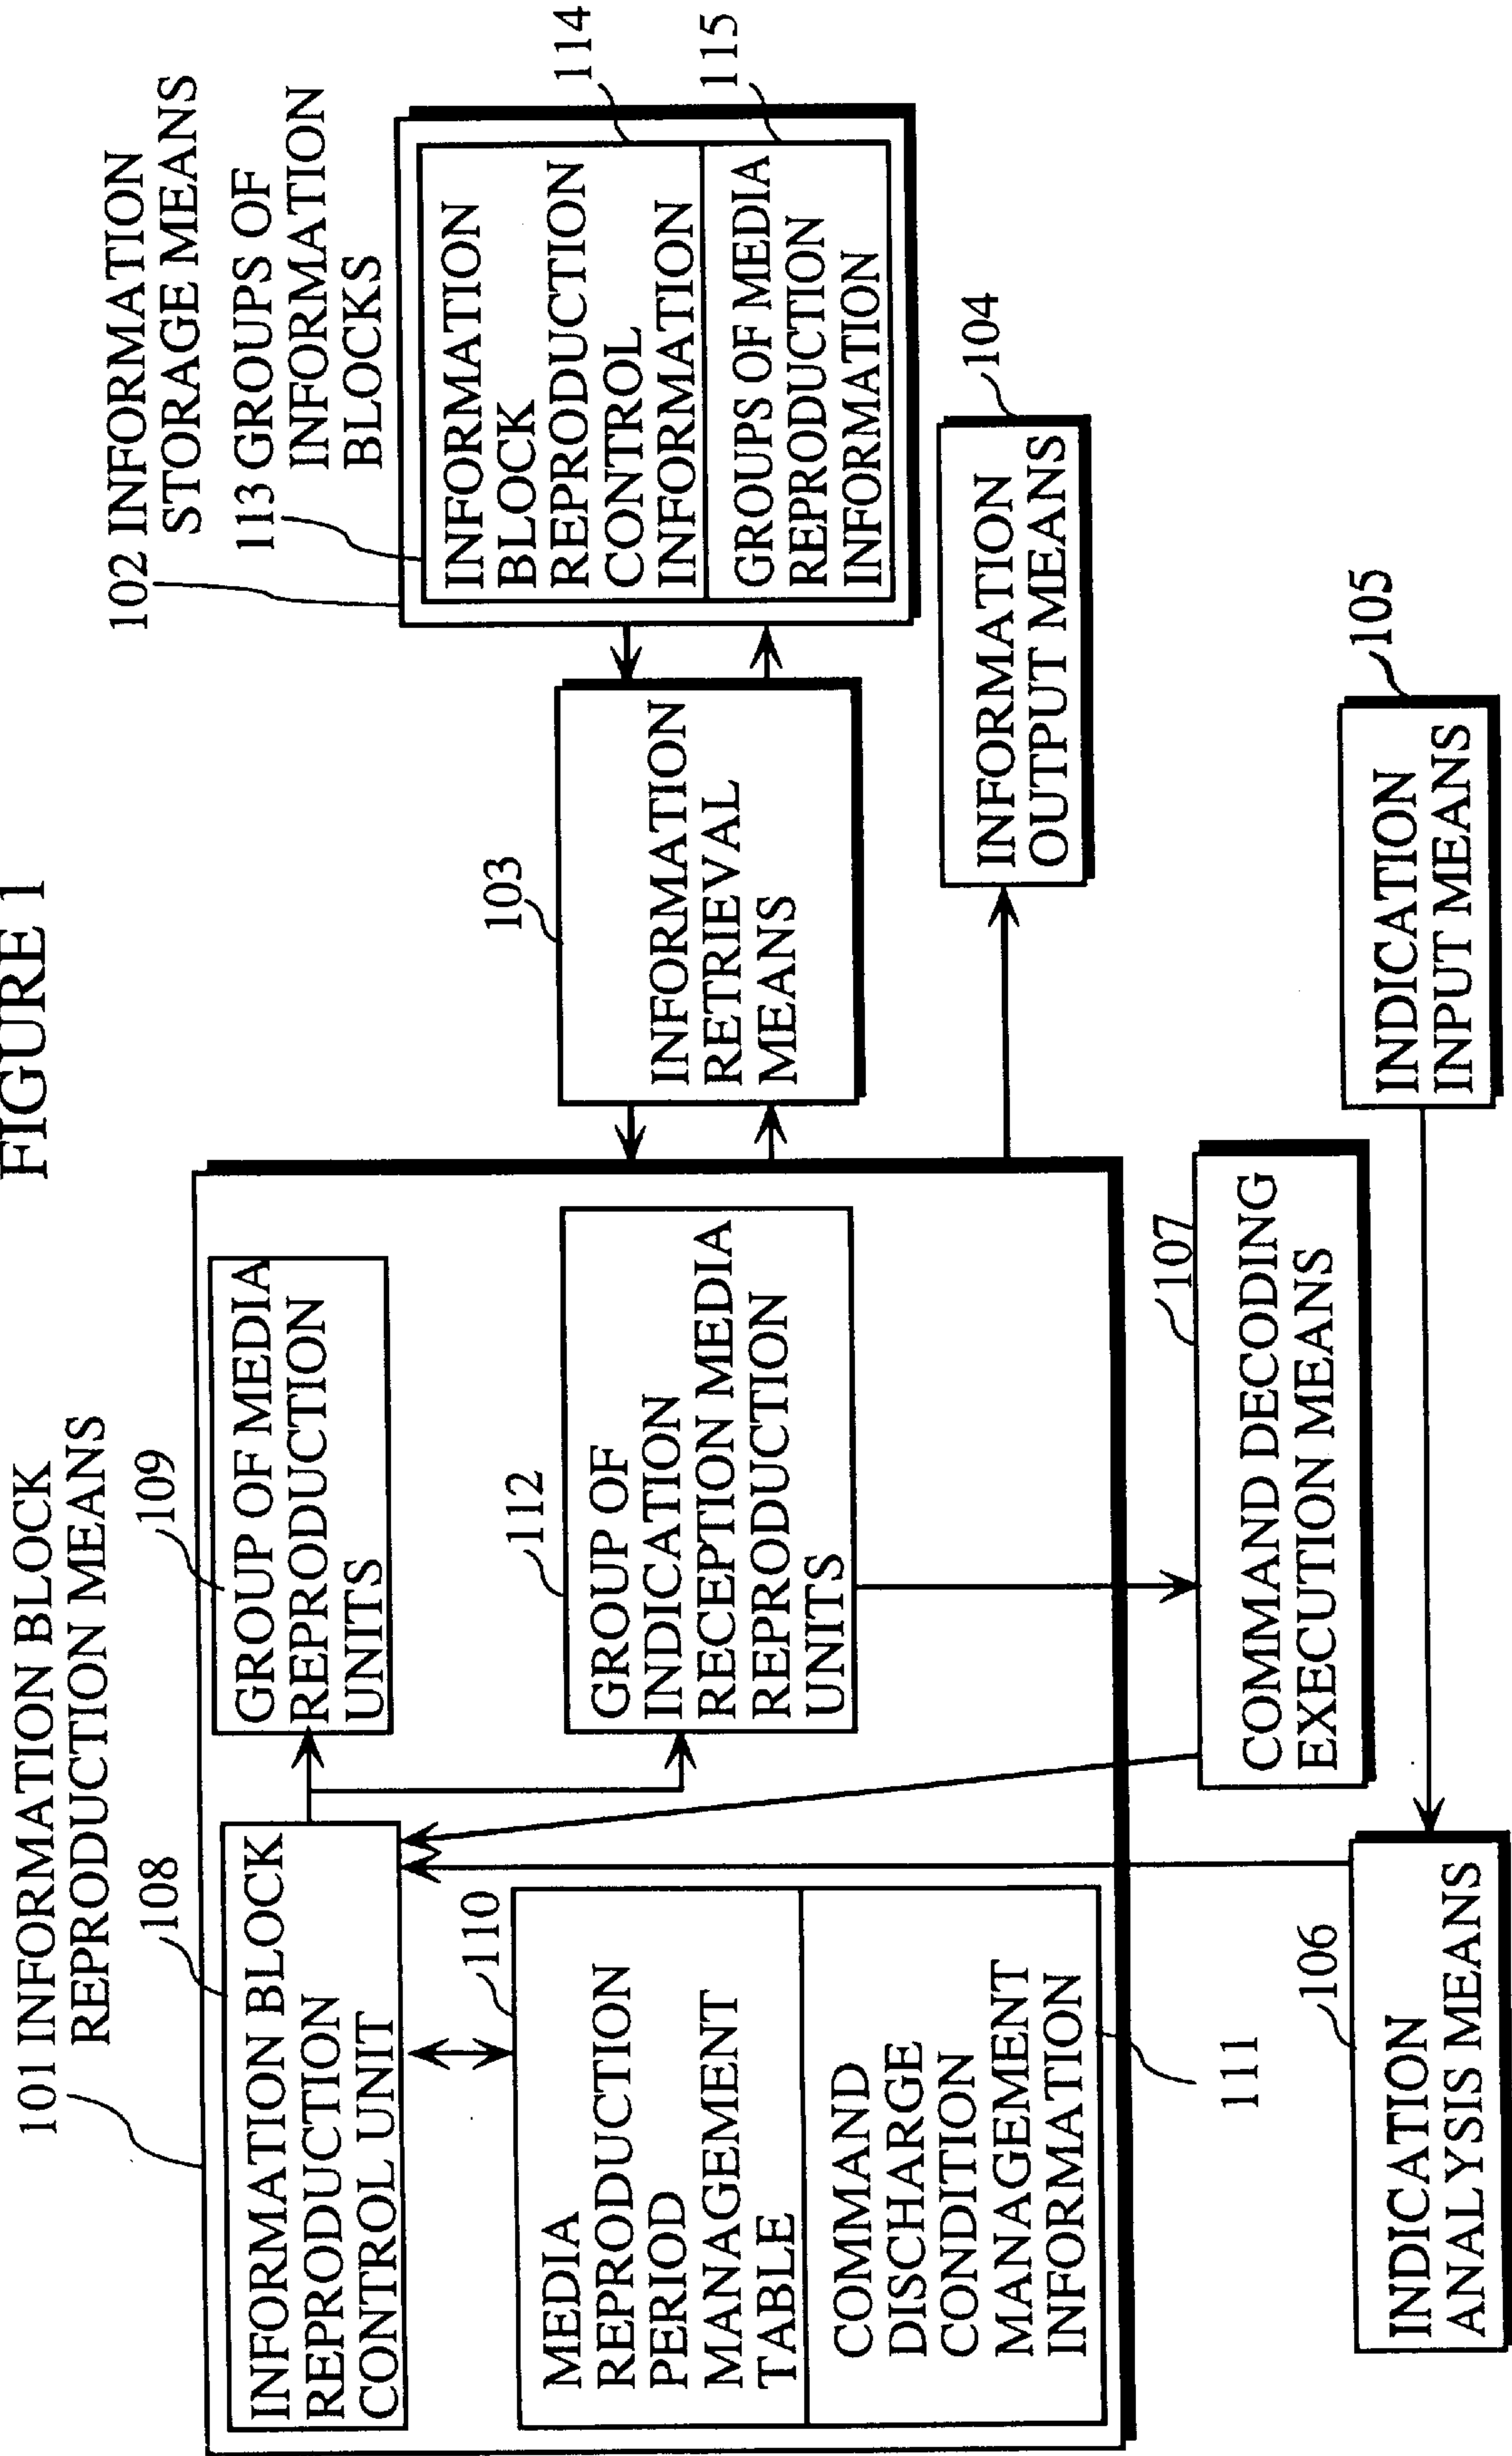 FIGURE 1
101 INFORMATION BLOCK
REPRODUCTION MEANS
108
INFORMATION BLOCK
REPRODUCTION
CONTROL UNIT
109
GROUP OF MEDIA
REPRODUCTION
UNITS
110
MEDIA
REPRODUCTION
PERIOD
MANAGEMENT
TABLE
COMMAND
DISCHARGE
CONDITION
MANAGEMENT
INFORMATION
111
112
GROUP OF
INDICATION
RECEPTION MEDIA
REPRODUCTION
UNITS
103
INFORMATION
RETRIEVAL
MEANS
102 INFORMATION
STORAGE MEANS
113 GROUPS OF
INFORMATION
BLOCKS
INFORMATION
BLOCK
REPRODUCTION
CONTROL
INFORMATION
114
GROUPS OF MEDIA
REPRODUCTION
INFORMATION
115
104
INFORMATION
OUTPUT MEANS
107
COMMAND DECODING
EXECUTION MEANS
106
INDICATION
ANALYSIS MEANS
105
INDICATION
INPUT MEANS